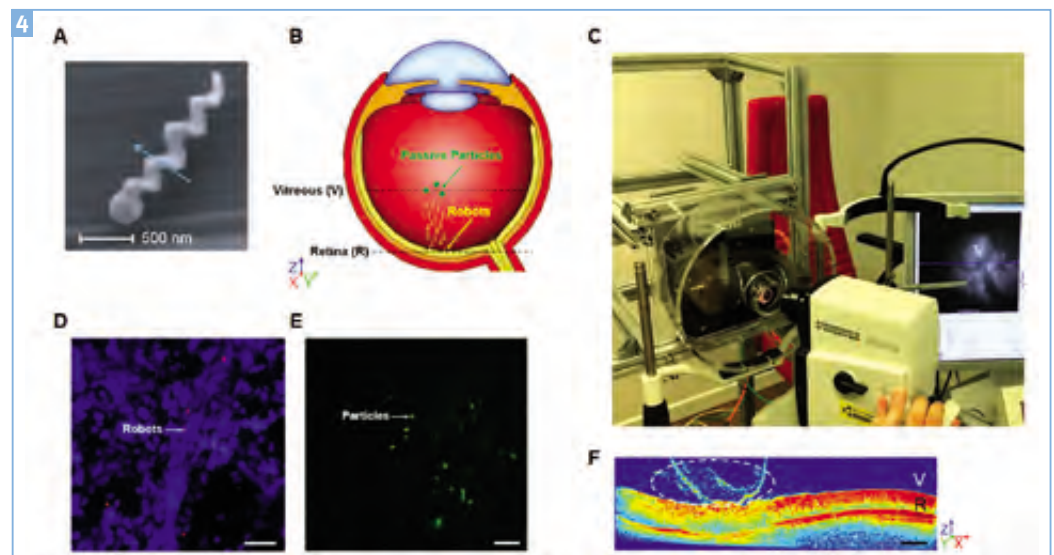 4
A
B
C
500 nm
Passive Particles
Vitreous (V)
Robots
Retina (R)
Z
X Y
D
E
Robots
Particles
F
V
R
Z
Y X